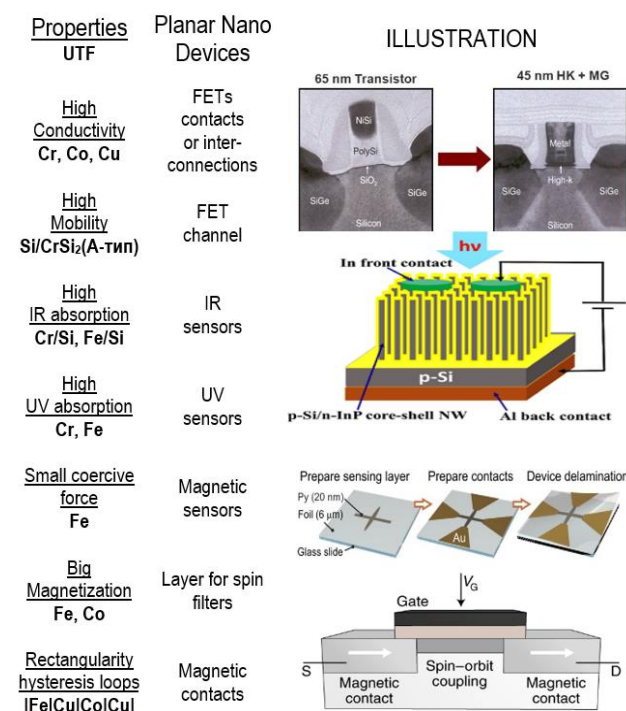 Properties
UTF
Planar Nano
Devices
ILLUSTRATION
High
Conductivity
Cr, Co, Cu
FETs
contacts
or inter-
connections
High
Mobility
Si/CrSi₂(A-тип)
FET
channel
High
IR absorption
Cr/Si, Fe/Si
IR
sensors
High
UV absorption
Cr, Fe
UV
sensors
Small coercive
force
Fe
Magnetic
sensors
Big
Magnetization
Fe, Co
Layer for spin
filters
Rectangularity
hysteresis loops
|Fe|Cu|Co|Cu|
Magnetic
contacts
65 nm Transistor
45 nm HK + MG
NiSi
PolySi
SiO₂
SiGe
SiGe
Silicon
Metal
High-k
SiGe
SiGe
Silicon
hν
In front contact
p-Si
p-Si/n-InP core-shell NW
Al back contact
Prepare sensing layer
Prepare contacts
Device delamination
Py (20 nm)
Foil (6 µm)
Glass slide
Au
V_G
Gate
S
D
Spin–orbit
coupling
Magnetic
contact
Magnetic
contact